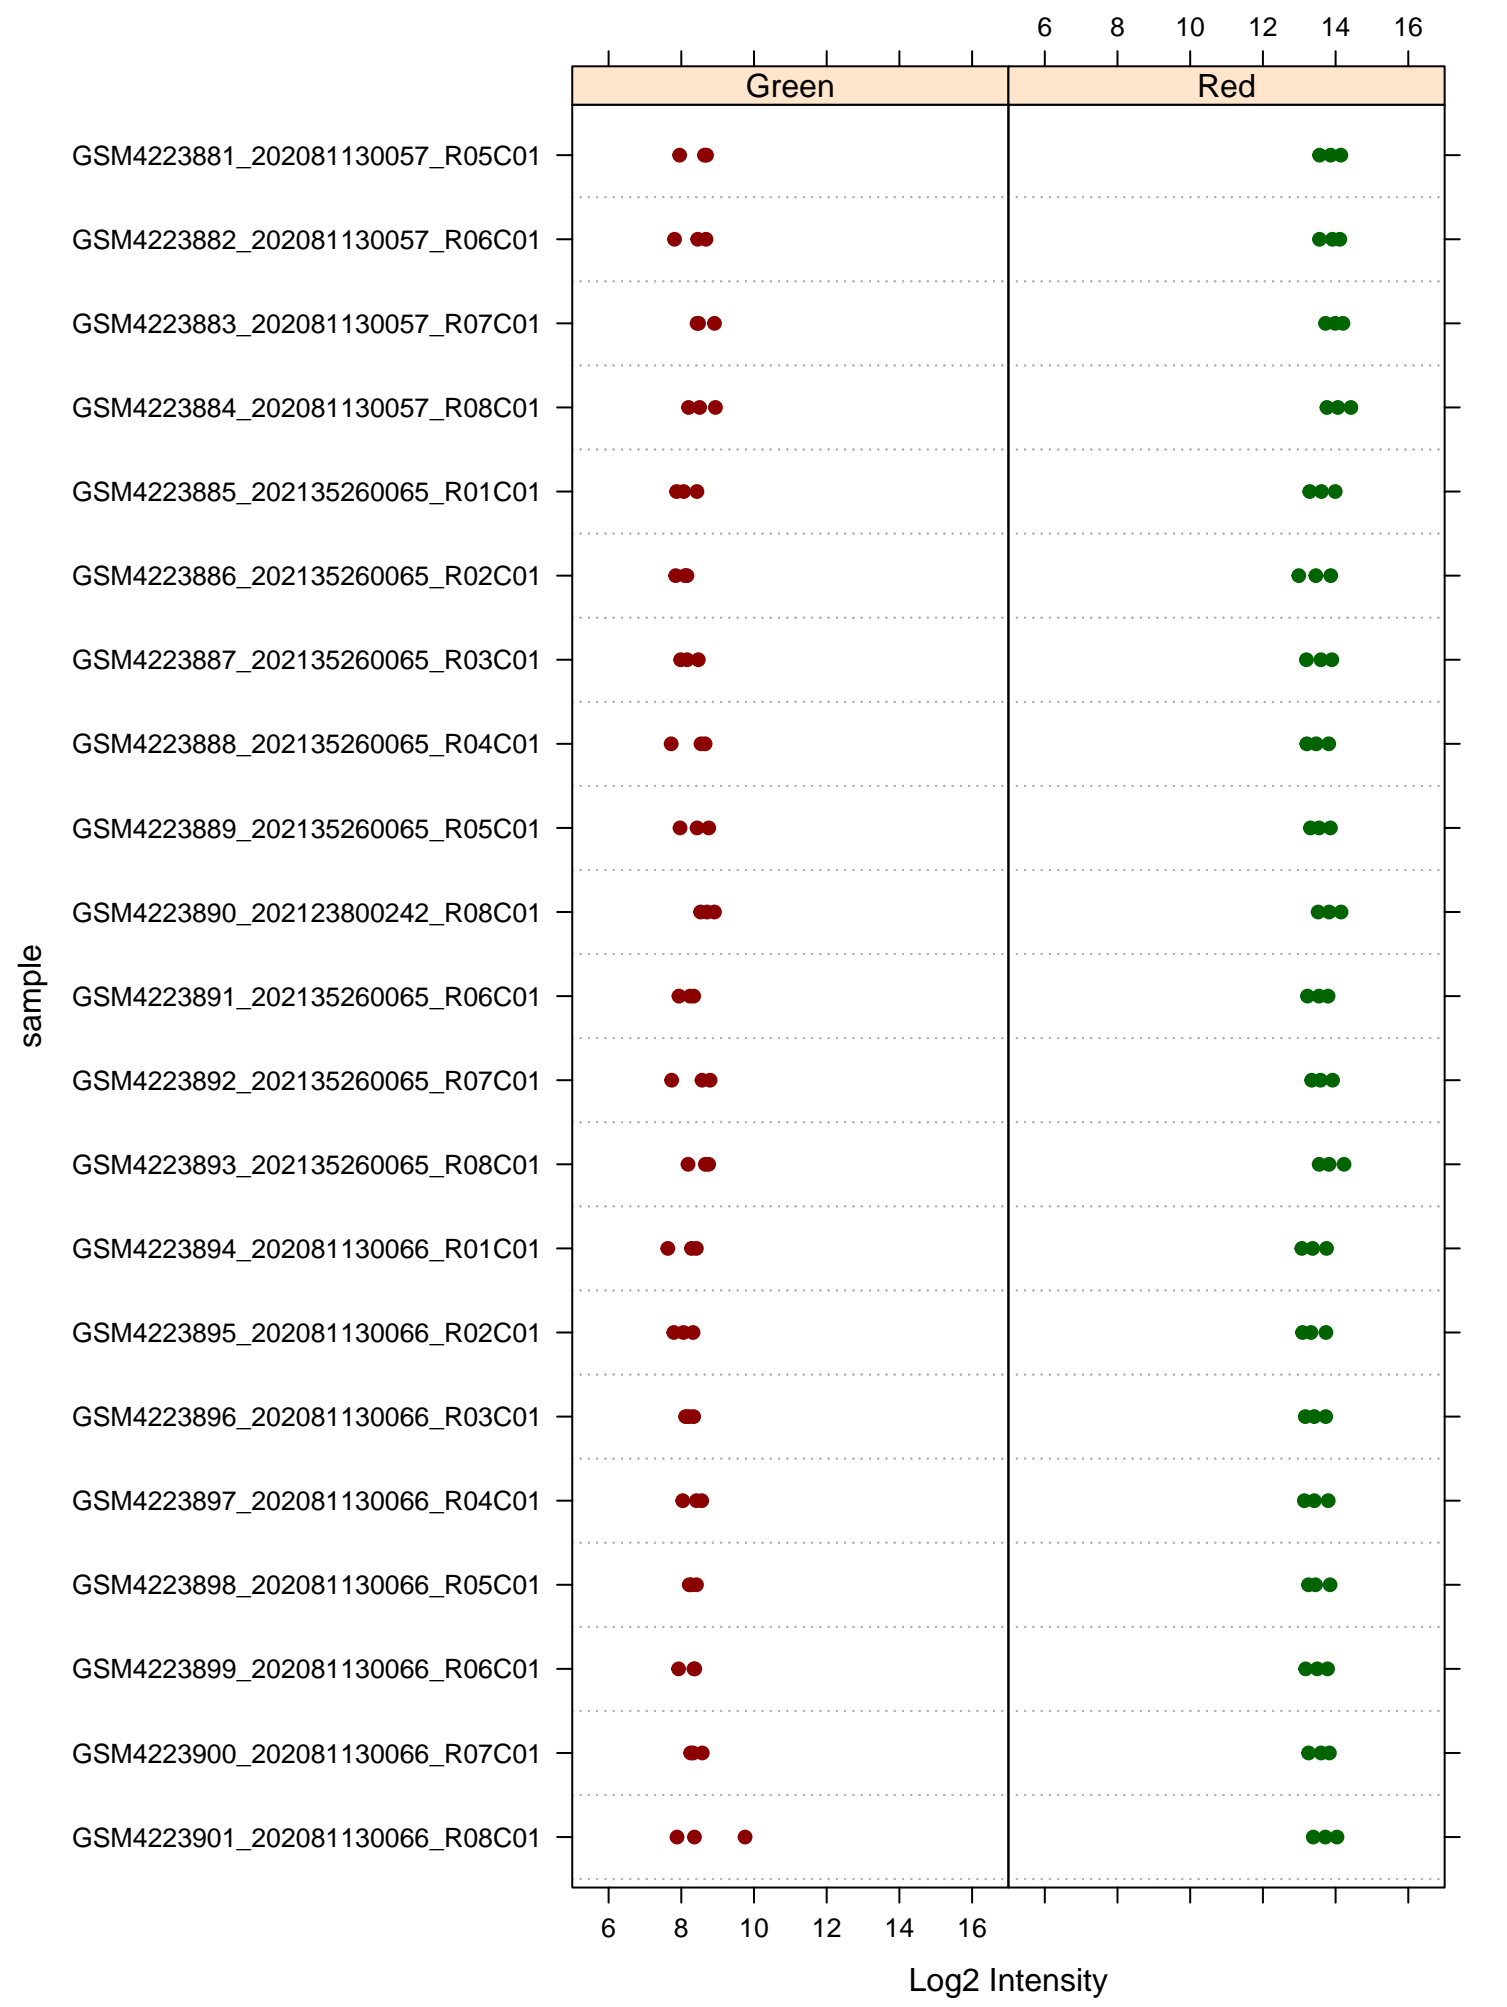 6 8 10 12 14 16
Green Red
GSM4223881_202081130057_R05C01
GSM4223882_202081130057_R06C01
GSM4223883_202081130057_R07C01
GSM4223884_202081130057_R08C01
GSM4223885_202135260065_R01C01
GSM4223886_202135260065_R02C01
GSM4223887_202135260065_R03C01
GSM4223888_202135260065_R04C01
GSM4223889_202135260065_R05C01
GSM4223890_202123800242_R08C01
GSM4223891_202135260065_R06C01
GSM4223892_202135260065_R07C01
GSM4223893_202135260065_R08C01
GSM4223894_202081130066_R01C01
GSM4223895_202081130066_R02C01
GSM4223896_202081130066_R03C01
GSM4223897_202081130066_R04C01
GSM4223898_202081130066_R05C01
GSM4223899_202081130066_R06C01
GSM4223900_202081130066_R07C01
GSM4223901_202081130066_R08C01
sample
6 8 10 12 14 16
Log2 Intensity